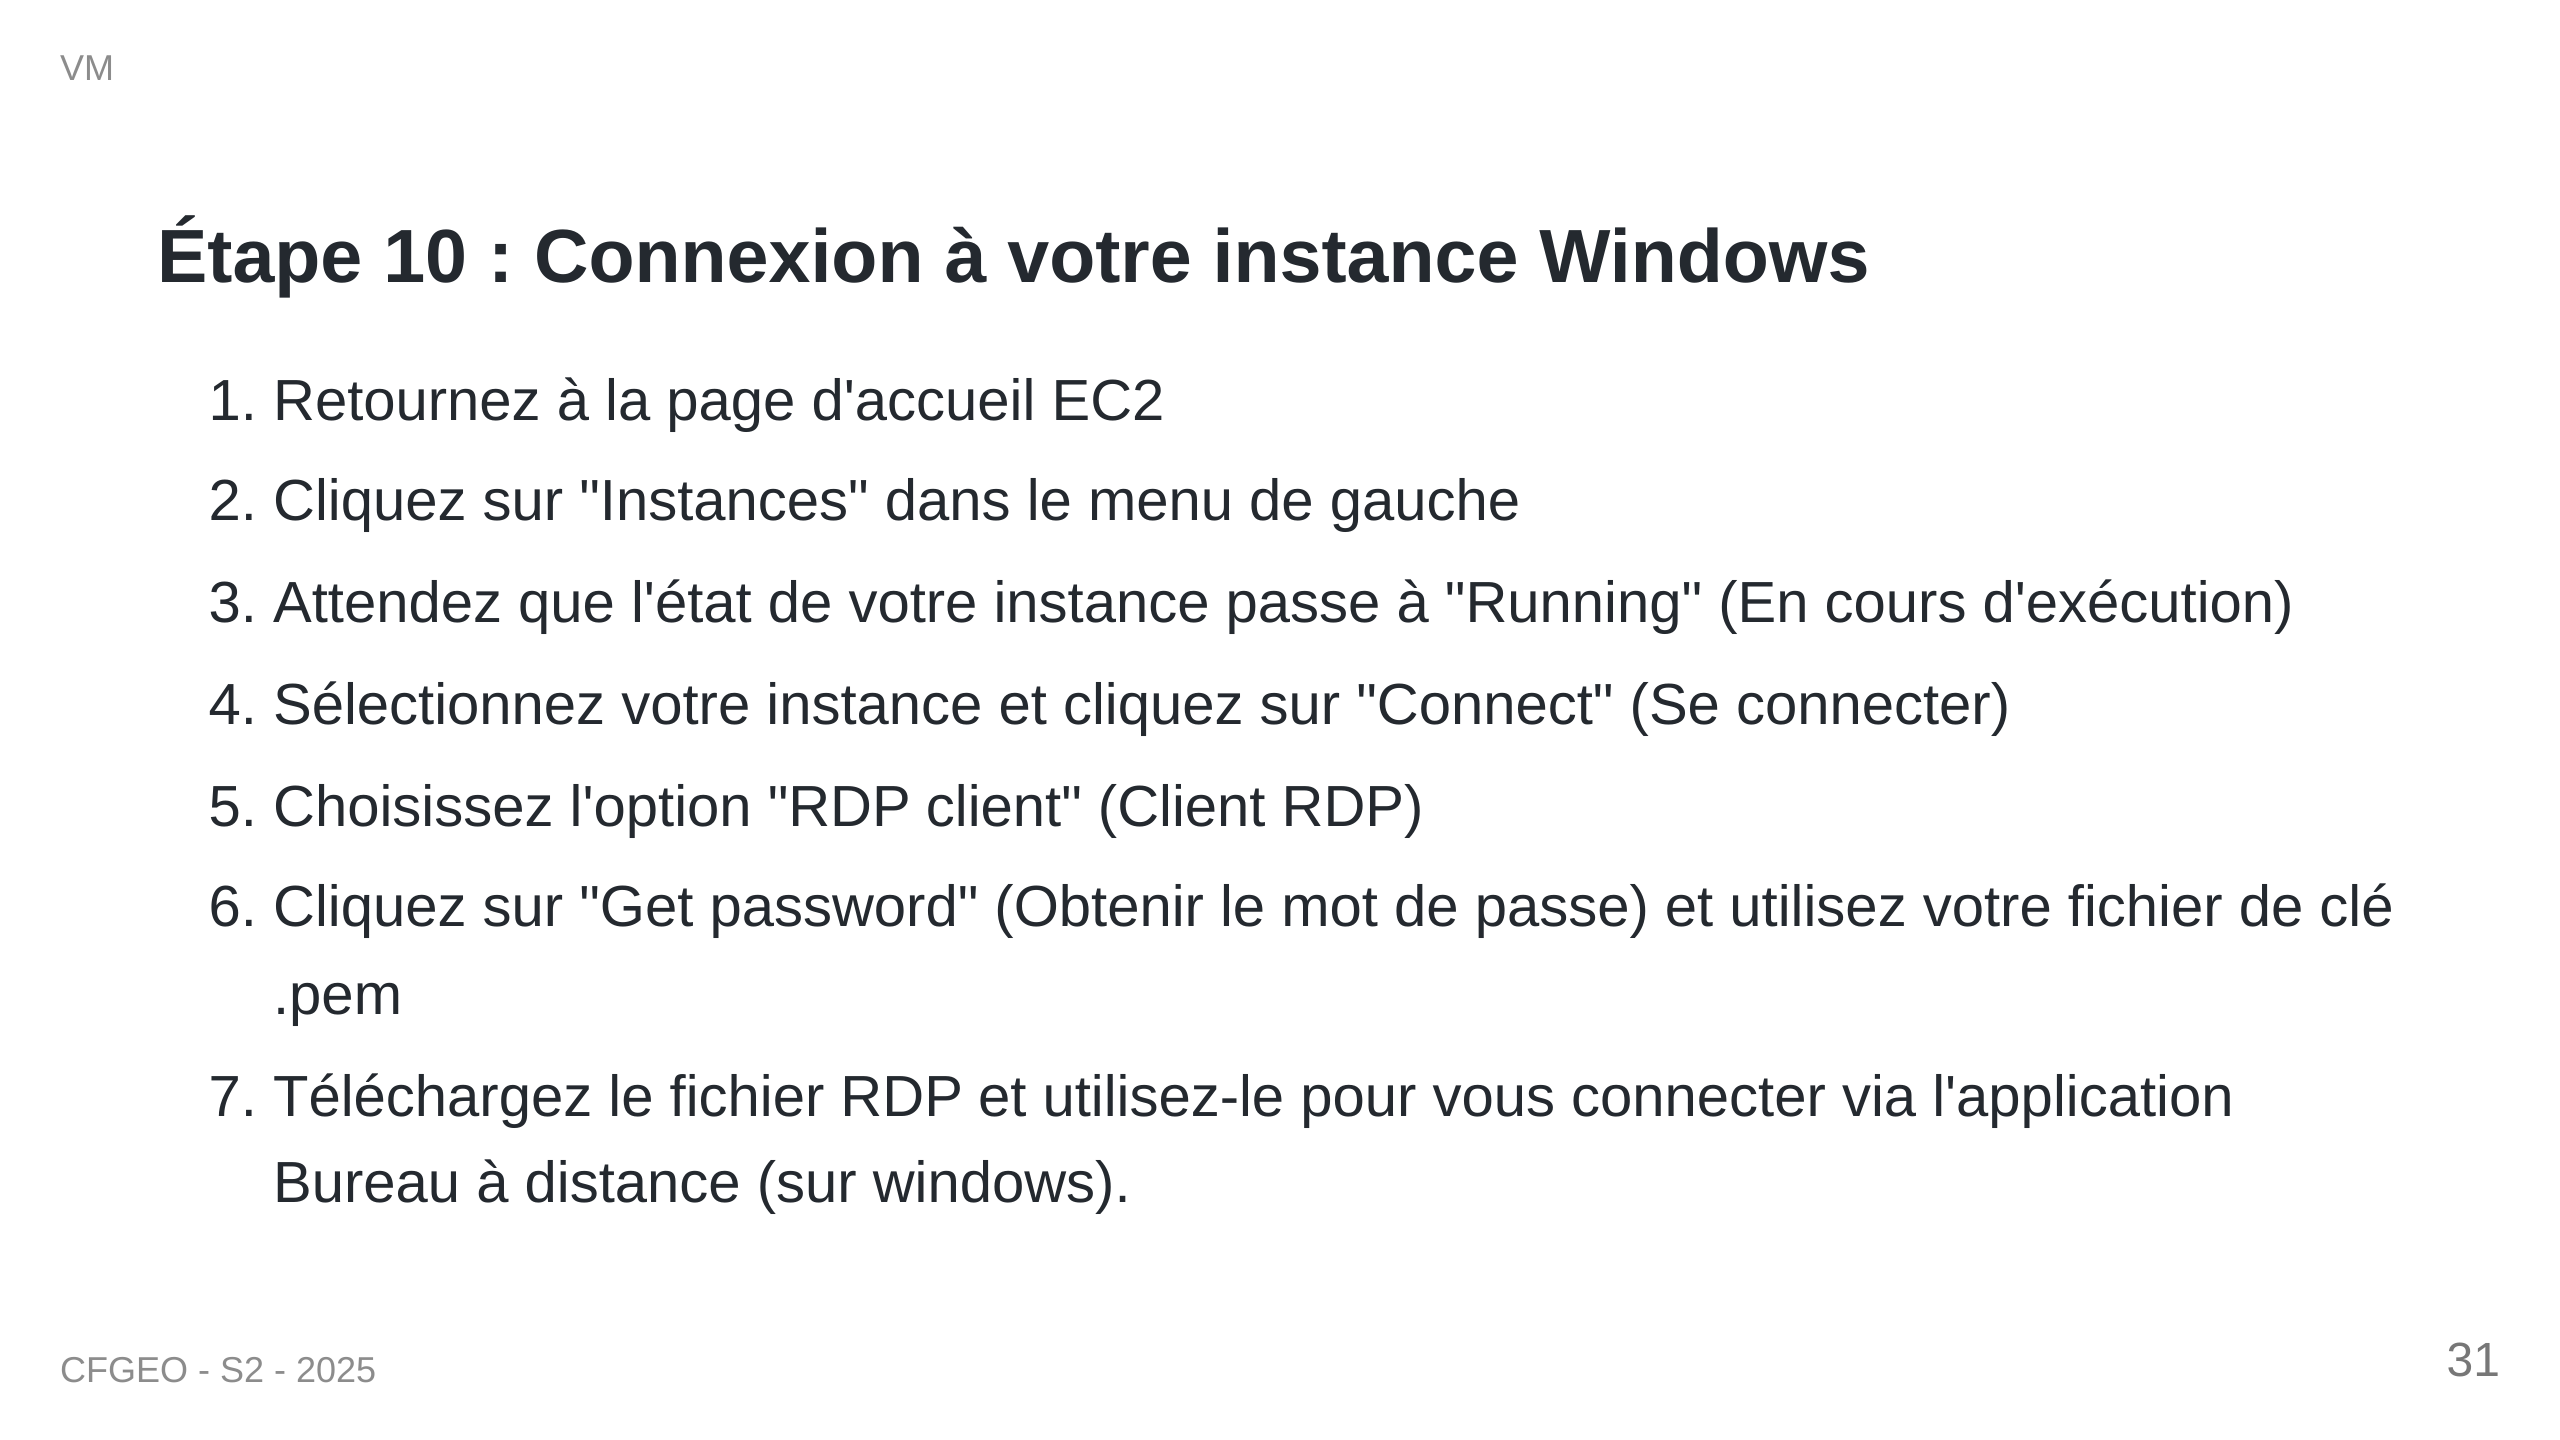 VM
Étape 10 : Connexion à votre instance Windows
1. Retournez à la page d'accueil EC2
2. Cliquez sur "Instances" dans le menu de gauche
3. Attendez que l'état de votre instance passe à "Running" (En cours d'exécution)
4. Sélectionnez votre instance et cliquez sur "Connect" (Se connecter)
5. Choisissez l'option "RDP client" (Client RDP)
6. Cliquez sur "Get password" (Obtenir le mot de passe) et utilisez votre fichier de clé
.pem
7. Téléchargez le fichier RDP et utilisez-le pour vous connecter via l'application
Bureau à distance (sur windows).
CFGEO - S2 - 2025
31